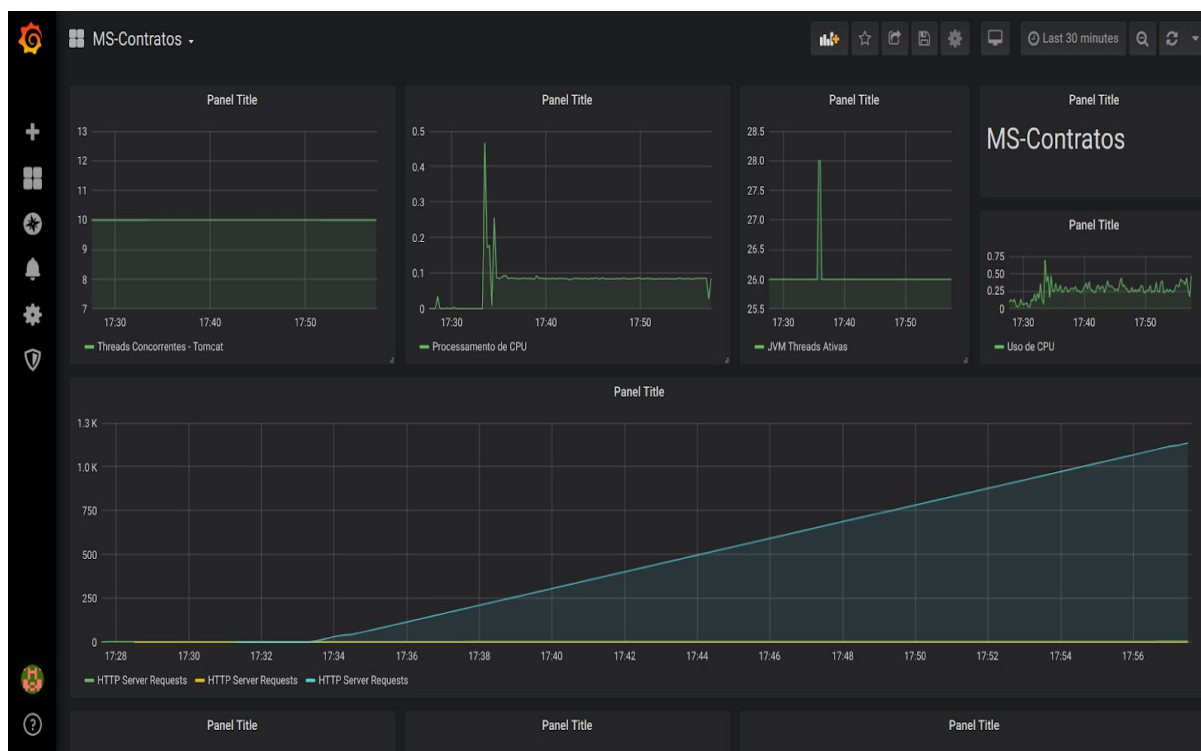 MS-Contratos
Last 30 minutes
Panel Title
13
12
11
10
9
8
7
17:30 17:40 17:50
Threads Concorrentes - Tomcat
Panel Title
0.5
0.4
0.3
0.2
0.1
0
17:30 17:40 17:50
Processamento de CPU
Panel Title
28.5
28.0
27.5
27.0
26.5
26.0
25.5
17:30 17:40 17:50
JVM Threads Ativas
Panel Title
MS-Contratos
Panel Title
0.75
0.50
0.25
0
17:30 17:40 17:50
Uso de CPU
Panel Title
1.3 K
1.0 K
750
500
250
0
17:28 17:30 17:32 17:34 17:36 17:38 17:40 17:42 17:44 17:46 17:48 17:50 17:52 17:54 17:56
HTTP Server Requests HTTP Server Requests HTTP Server Requests
Panel Title Panel Title Panel Title